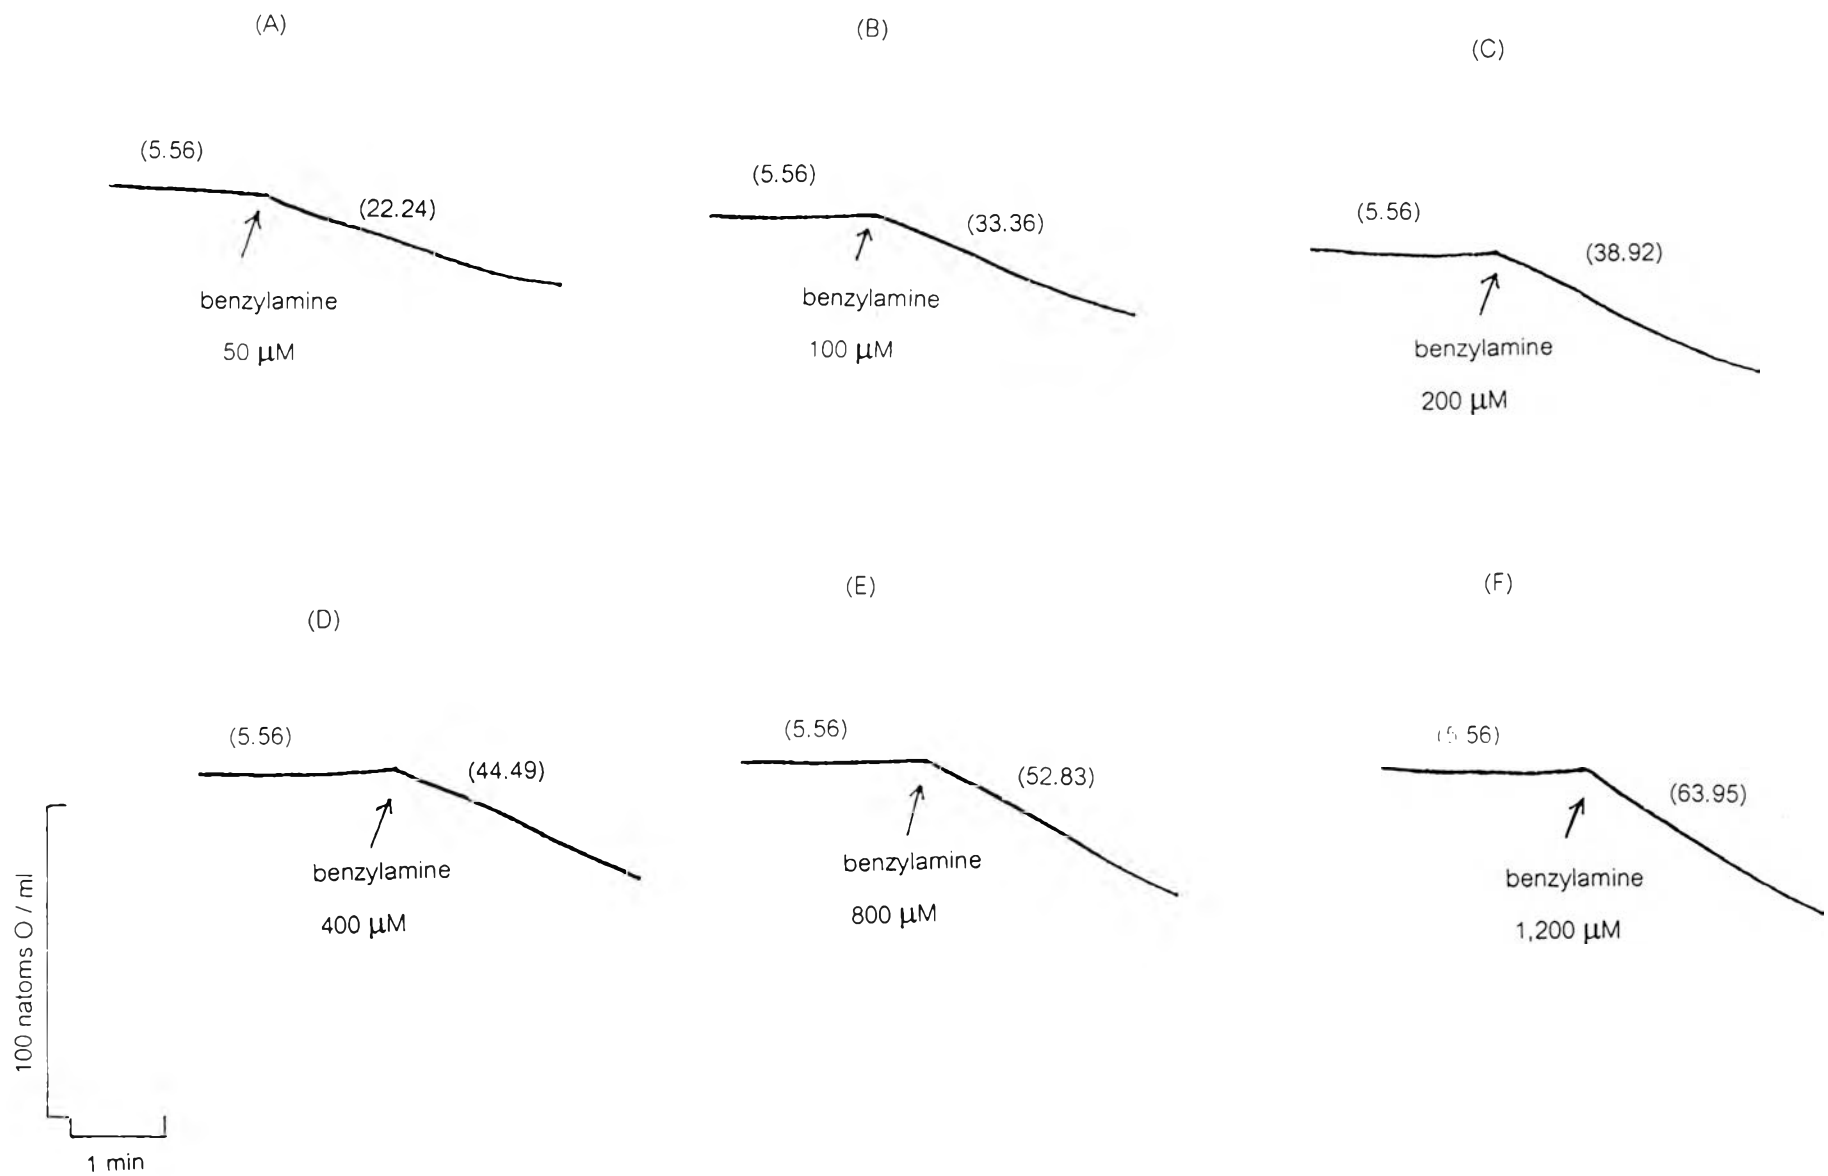 (A)
(5.56)
(22.24)
benzylamine
50 μM
(B)
(5.56)
(33.36)
benzylamine
100 μM
(C)
(5.56)
(38.92)
benzylamine
200 μM
(D)
(5.56)
(44.49)
benzylamine
400 μM
(E)
(5.56)
(52.83)
benzylamine
800 μM
(F)
(5.56)
(63.95)
benzylamine
1,200 μM
100 natoms O / ml
1 min